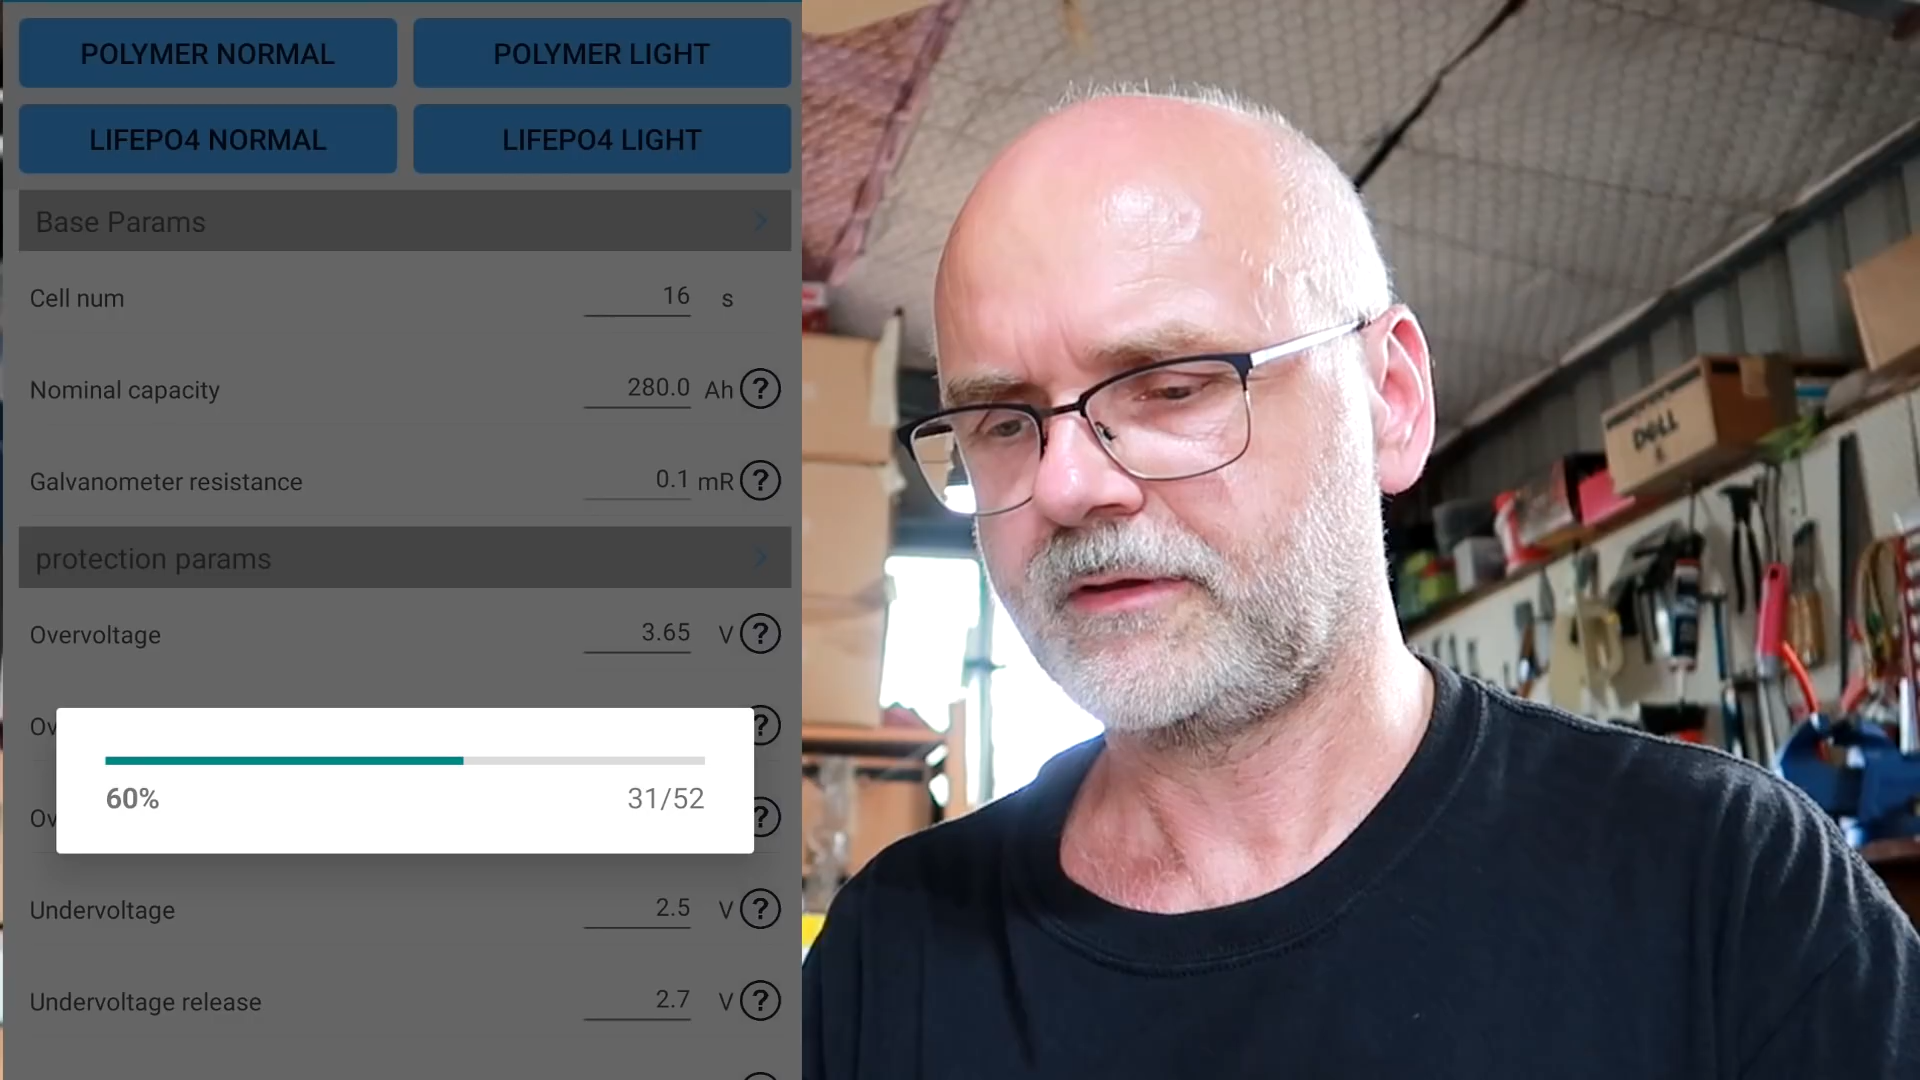 POLYMER NORMAL
POLYMER LIGHT
LIFEPO4 NORMAL
LIFEPO4 LIGHT
Base Params
Cell num 16 s
Nominal capacity 280.0 Ah ?
Galvanometer resistance 0.1 mR ?
protection params
Overvoltage 3.65 V ?
Ov ?
60% 31/52
Ov ?
Undervoltage 2.5 V ?
Undervoltage release 2.7 V ?
DELL